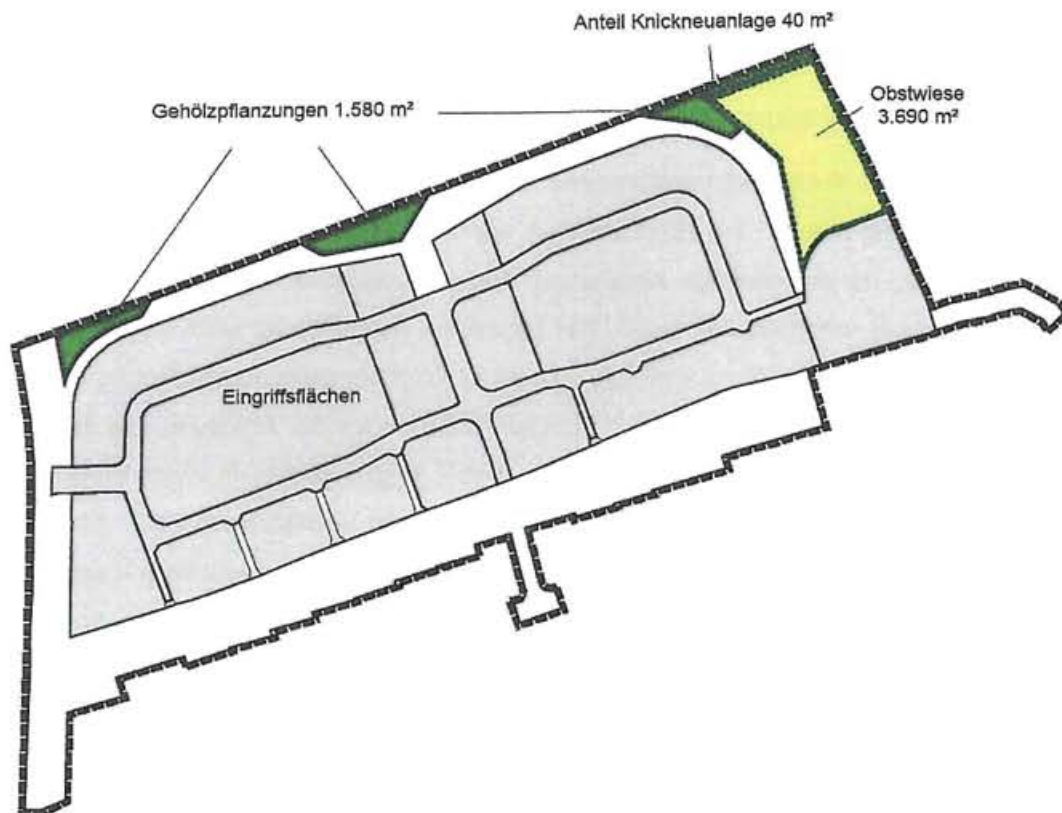 Anteil Knickneuanlage 40 m²
Gehölzpflanzungen 1.580 m²
Obstwiese
3.690 m²
Eingriffsflächen